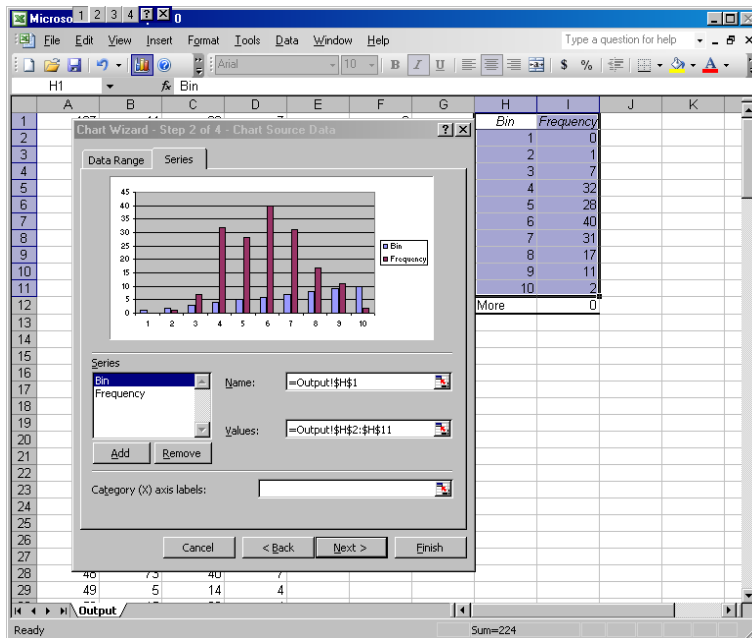 Microso 1 2 3 4 ? 0
File Edit View Insert Format Tools Data Window Help Type a question for help
Arial 10 B I U $ %
H1 fx Bin
A B C D E F G H I J K
1 Bin Frequency
2 1 0
3 2 1
4 3 7
5 4 32
6 5 28
7 6 40
8 7 31
9 8 17
10 9 11
11 10 2
12 More 0
13
14
15
16
17
18
19
20
21
22
23
24
25
26
27
28 48 73 40 7
29 49 5 14 4
Chart Wizard - Step 2 of 4 - Chart Source Data
Data Range Series
45
40
35
30
25
20
15
10
5
0
1 2 3 4 5 6 7 8 9 10
Bin
Frequency
Series
Bin
Frequency
Name: =Output!$H$1
Values: =Output!$H$2:$H$11
Add Remove
Category (X) axis labels:
Cancel < Back Next > Finish
Output
Ready Sum=224